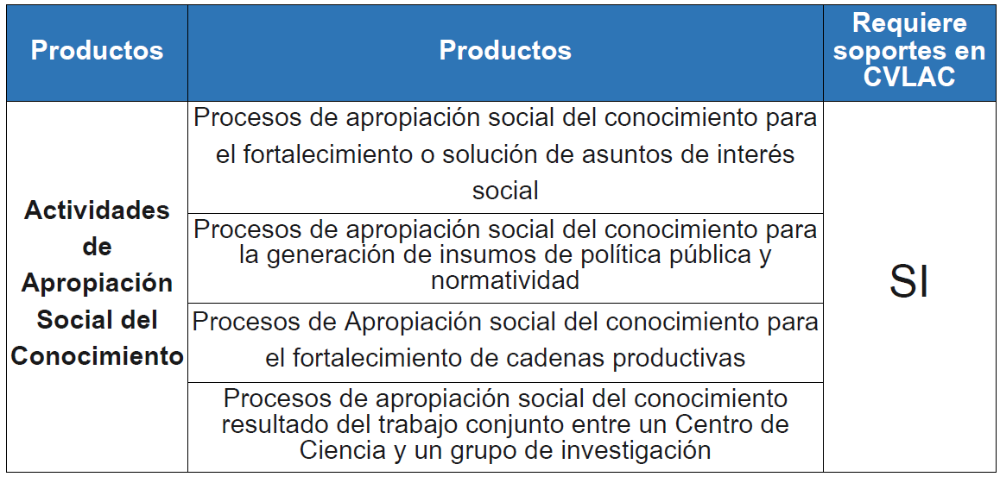 Productos
Productos
Requiere
soportes en
CVLAC
Actividades
de
Apropiación
Social del
Conocimiento
Procesos de apropiación social del conocimiento para
el fortalecimiento o solución de asuntos de interés
social
Procesos de apropiación social del conocimiento para
la generación de insumos de política pública y
normatividad
Procesos de Apropiación social del conocimiento para
el fortalecimiento de cadenas productivas
Procesos de apropiación social del conocimiento
resultado del trabajo conjunto entre un Centro de
Ciencia y un grupo de investigación
SI